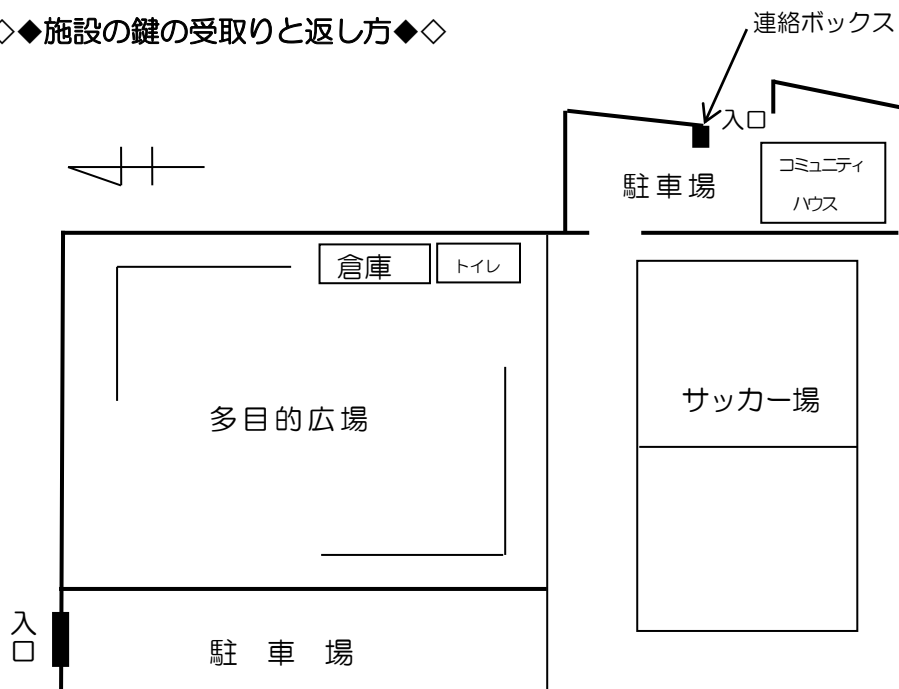 ◇◆施設の鍵の受取りと返し方◆◇
連絡ボックス
入口
駐車場
コミュニティ
ハウス
倉庫
トイレ
多目的広場
サッカー場
入口
駐車場